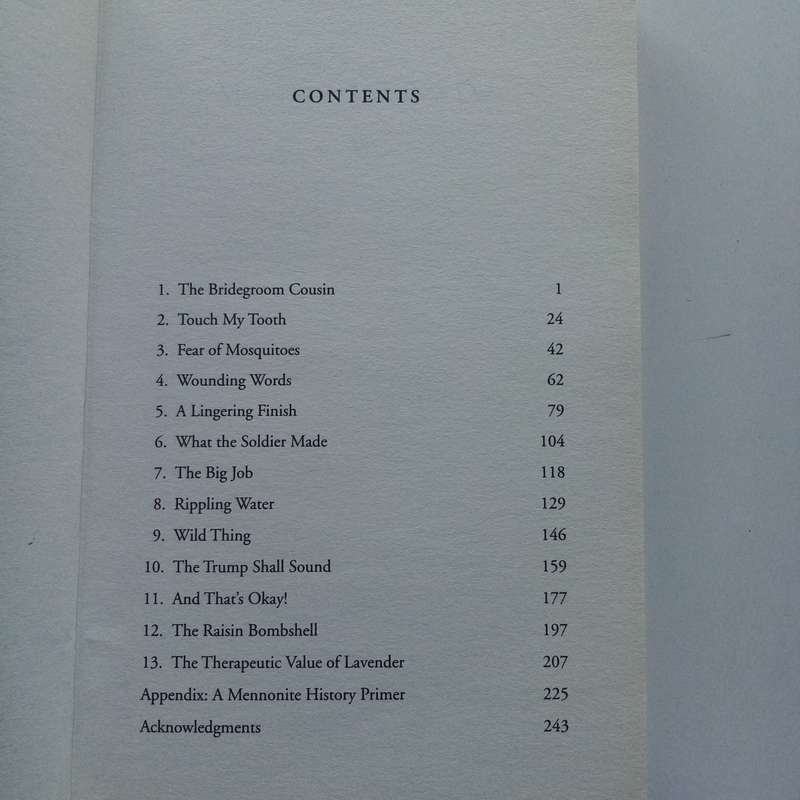 CONTENTS
1. The Bridegroom Cousin 1
2. Touch My Tooth 24
3. Fear of Mosquitoes 42
4. Wounding Words 62
5. A Lingering Finish 79
6. What the Soldier Made 104
7. The Big Job 118
8. Rippling Water 129
9. Wild Thing 146
10. The Trump Shall Sound 159
11. And That's Okay! 177
12. The Raisin Bombshell 197
13. The Therapeutic Value of Lavender 207
Appendix: A Mennonite History Primer 225
Acknowledgments 243